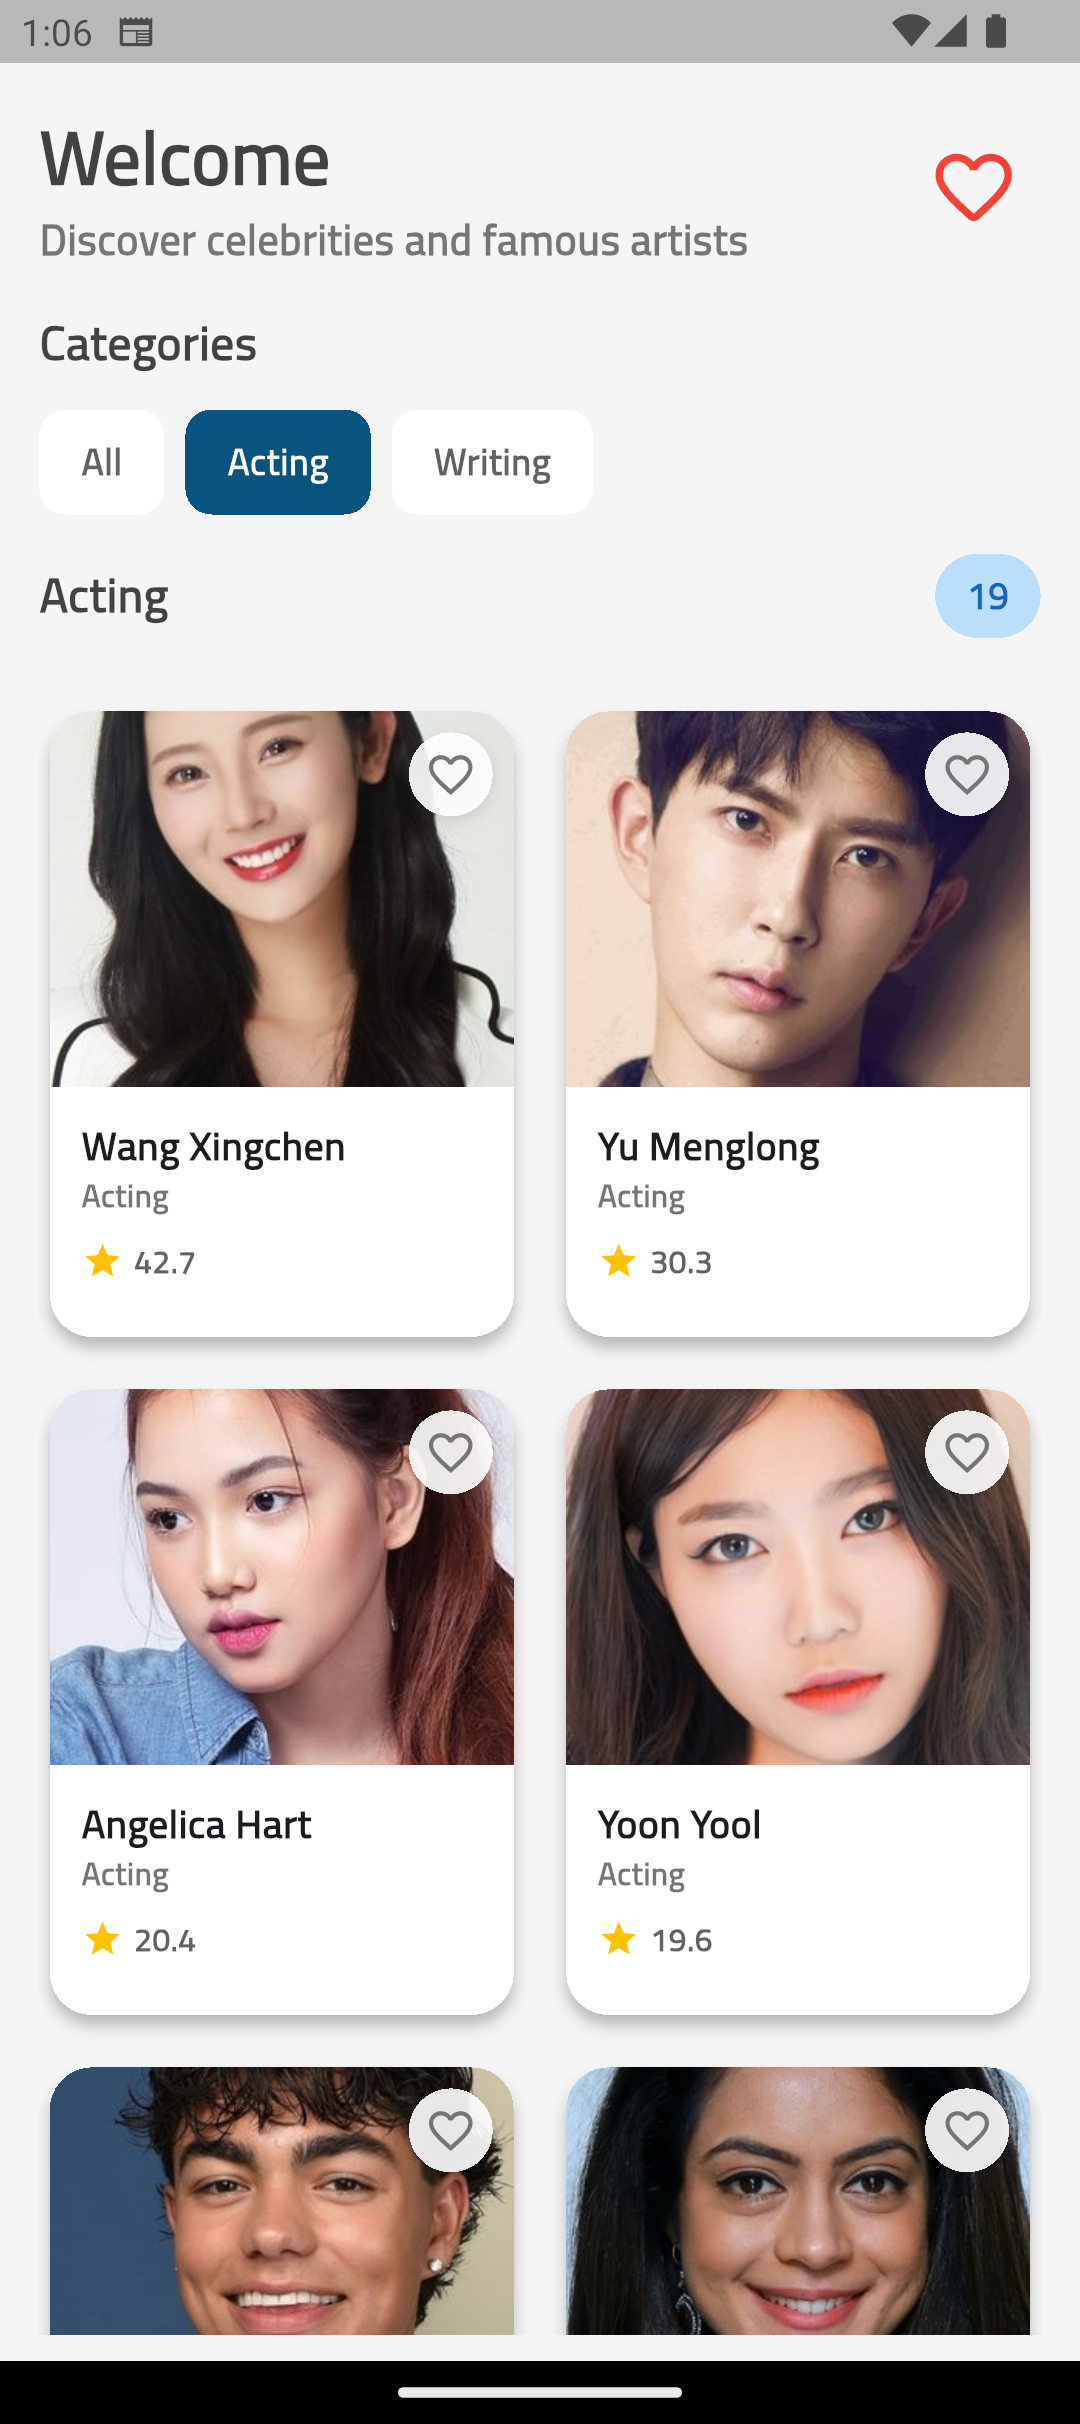 1:06
Welcome
Discover celebrities and famous artists
Categories
All
Acting
Writing
Acting
19
Wang Xingchen
Acting
42.7
Yu Menglong
Acting
30.3
Angelica Hart
Acting
20.4
Yoon Yool
Acting
19.6